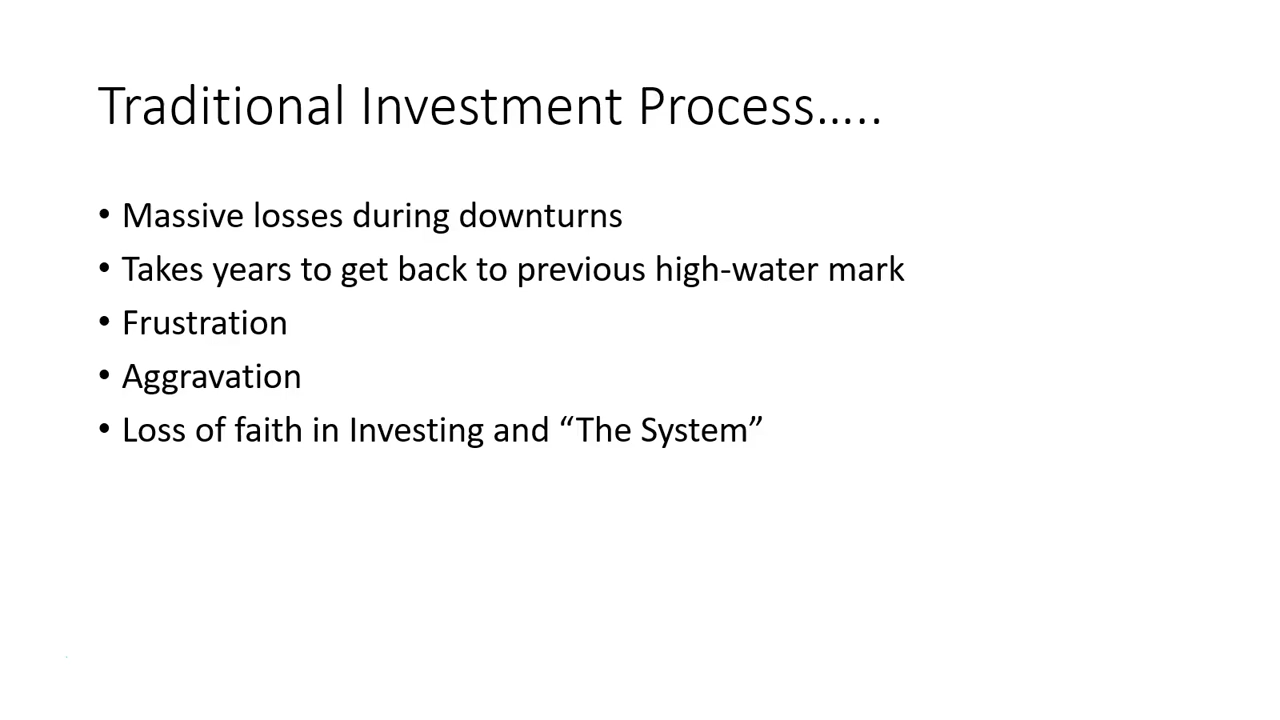 Traditional Investment Process…..
• Massive losses during downturns
• Takes years to get back to previous high-water mark
• Frustration
• Aggravation
• Loss of faith in Investing and “The System”